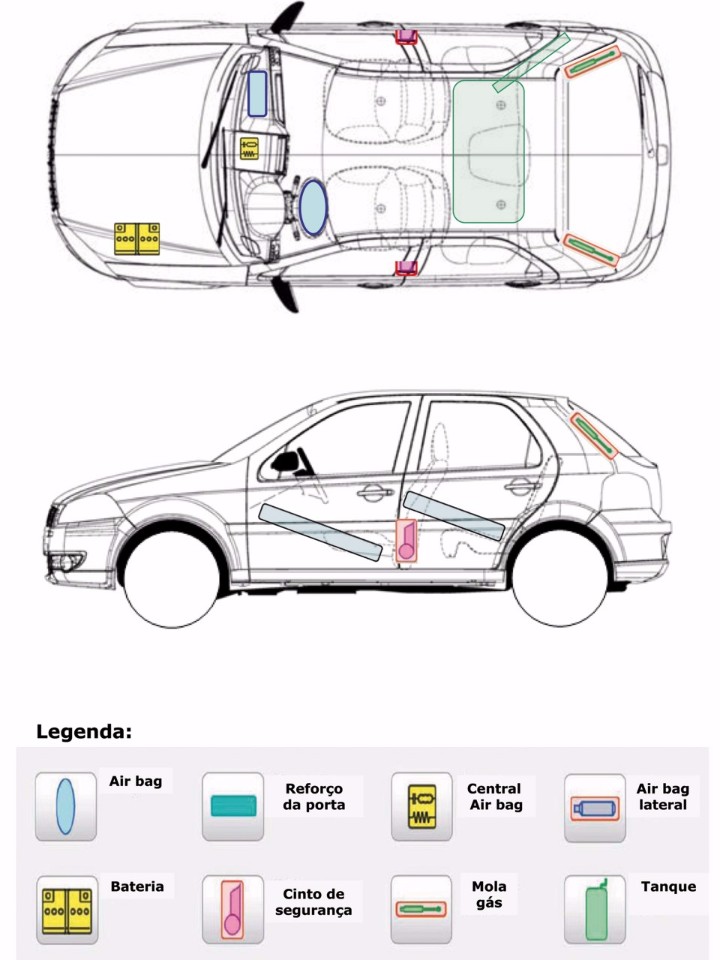 Legenda:
Air bag
Reforço
da porta
Central
Air bag
Air bag
lateral
Bateria
Cinto de
segurança
Mola
gás
Tanque